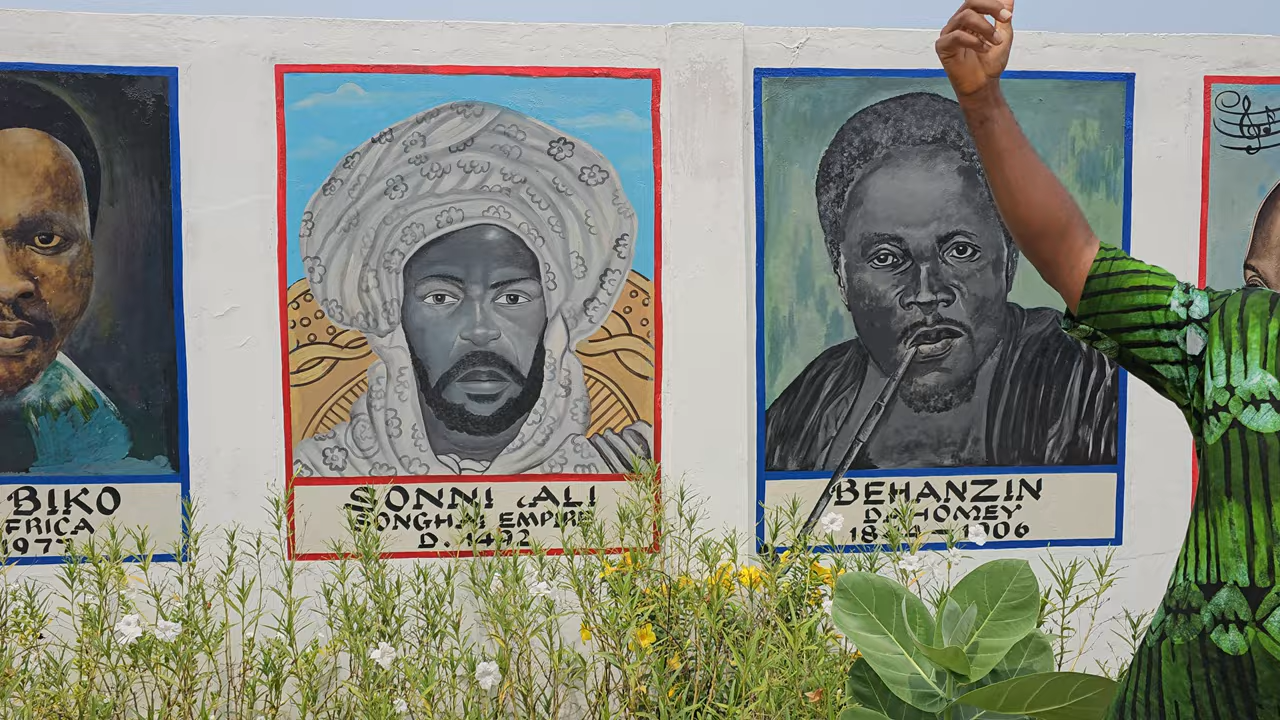 BIKO
FRICA
SONNI ALI
SONGHAI EMPIRE
D. 1492
BEHANZIN
DAHOMEY
1906